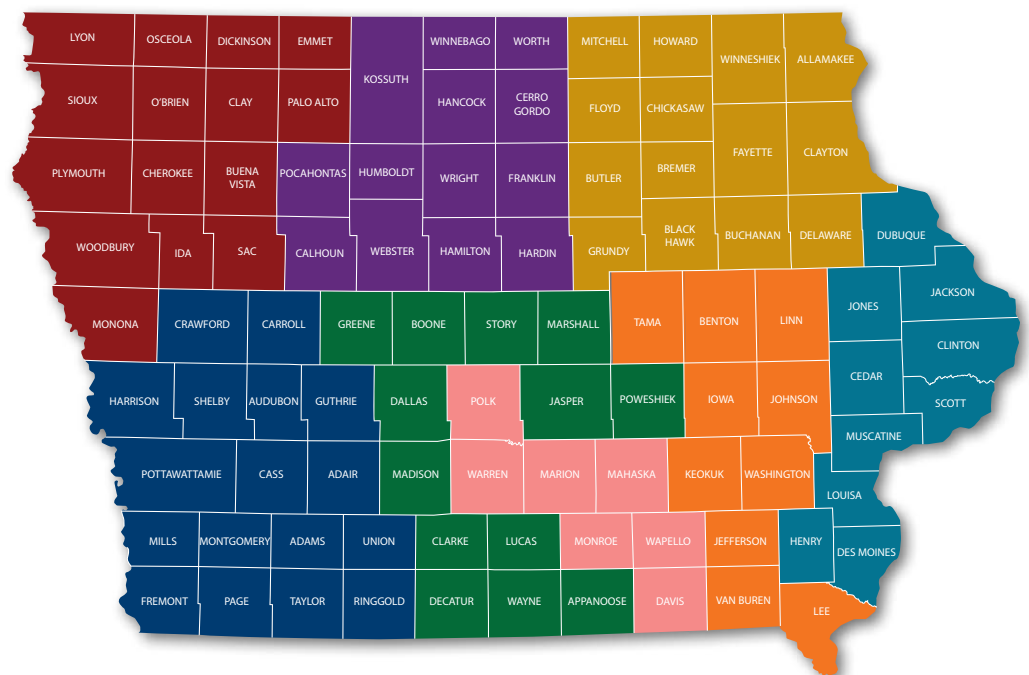 LYON
OSCEOLA
DICKINSON
EMMET
KOSSUTH
WINNEBAGO
WORTH
MITCHELL
HOWARD
WINNESHIEK
ALLAMAKEE
SIOUX
O'BRIEN
CLAY
PALO ALTO
HANCOCK
CERRO
GORDO
FLOYD
CHICKASAW
PLYMOUTH
CHEROKEE
BUENA
VISTA
POCAHONTAS
HUMBOLDT
WRIGHT
FRANKLIN
BUTLER
BREMER
FAYETTE
CLAYTON
WOODBURY
IDA
SAC
CALHOUN
WEBSTER
HAMILTON
HARDIN
GRUNDY
BLACK
HAWK
BUCHANAN
DELAWARE
DUBUQUE
MONONA
CRAWFORD
CARROLL
GREENE
BOONE
STORY
MARSHALL
TAMA
BENTON
LINN
JONES
JACKSON
CLINTON
HARRISON
SHELBY
AUDUBON
GUTHRIE
DALLAS
POLK
JASPER
POWESHIEK
IOWA
JOHNSON
CEDAR
SCOTT
MUSCATINE
POTTAWATTAMIE
CASS
ADAIR
MADISON
WARREN
MARION
MAHASKA
KEOKUK
WASHINGTON
LOUISA
MILLS
MONTGOMERY
ADAMS
UNION
CLARKE
LUCAS
MONROE
WAPELLO
JEFFERSON
HENRY
DES MOINES
FREMONT
PAGE
TAYLOR
RINGGOLD
DECATUR
WAYNE
APPANOOSE
DAVIS
VAN BUREN
LEE